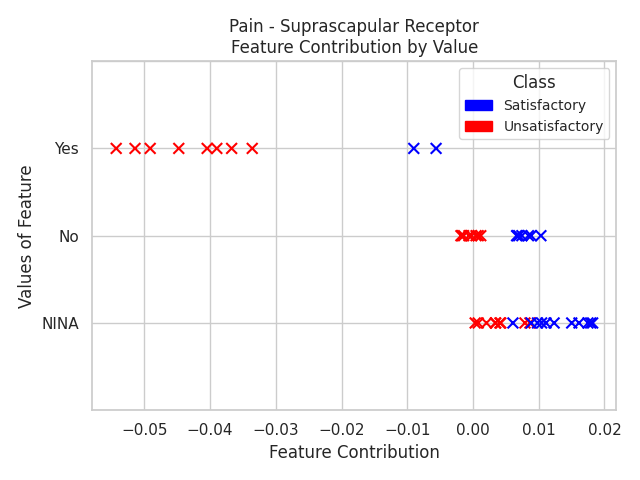 Pain - Suprascapular Receptor
Feature Contribution by Value
Class
Satisfactory
Unsatisfactory
Values of Feature
Yes
No
NINA
−0.05 −0.04 −0.03 −0.02 −0.01 0.00 0.01 0.02
Feature Contribution